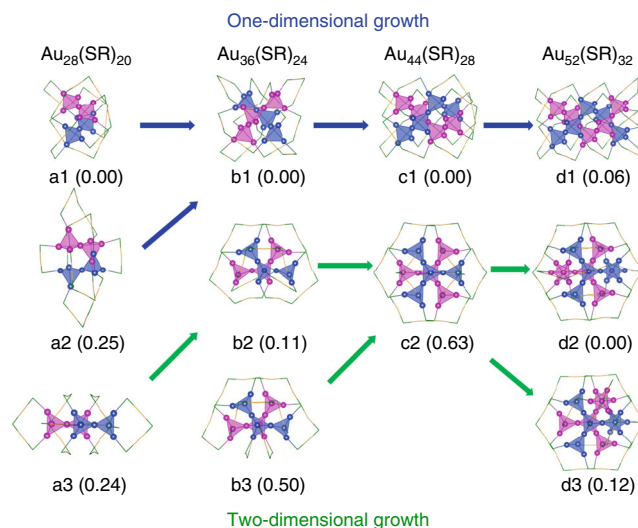 One-dimensional growth
Au₂₈(SR)₂₀ Au₃₆(SR)₂₄ Au₄₄(SR)₂₈ Au₅₂(SR)₃₂
a1 (0.00) b1 (0.00) c1 (0.00) d1 (0.06)
a2 (0.25) b2 (0.11) c2 (0.63) d2 (0.00)
a3 (0.24) b3 (0.50) d3 (0.12)
Two-dimensional growth